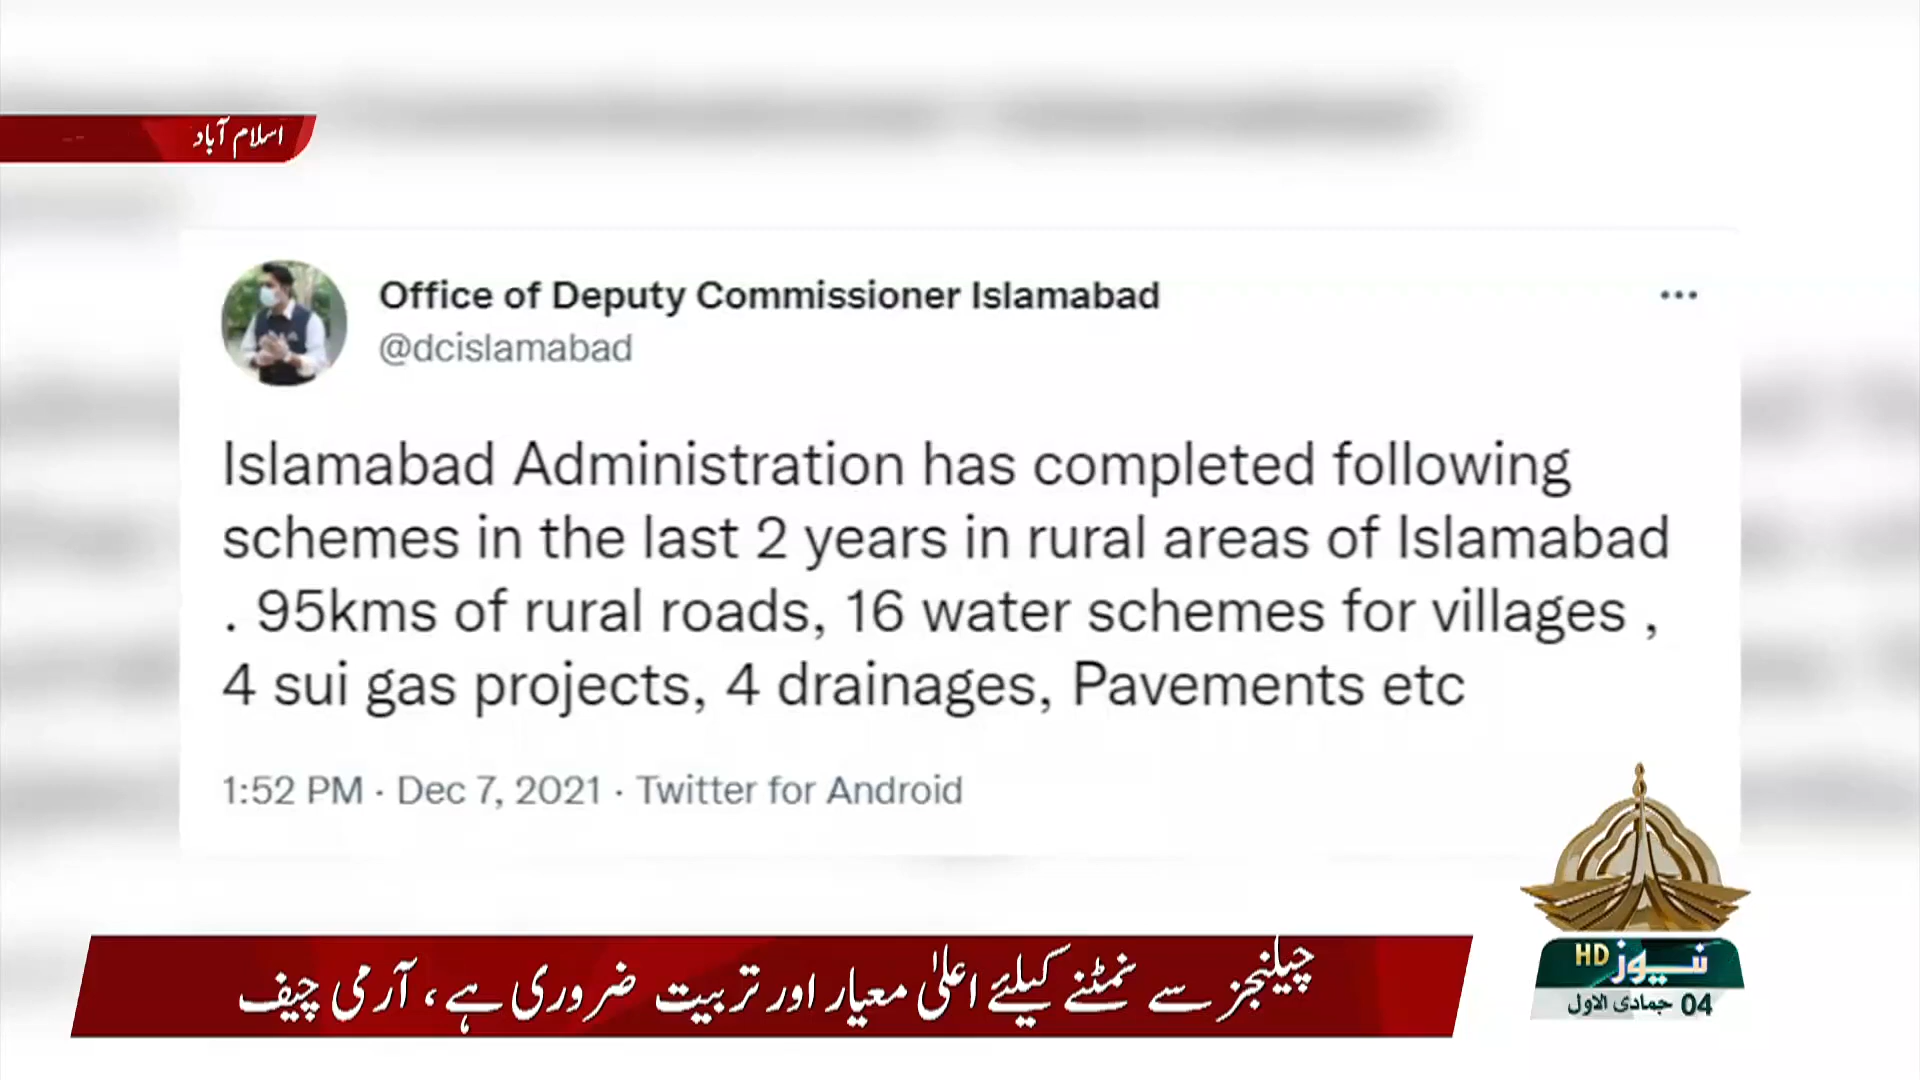 اسلام آباد
Office of Deputy Commissioner Islamabad
@dcislamabad
Islamabad Administration has completed following
schemes in the last 2 years in rural areas of Islamabad
. 95kms of rural roads, 16 water schemes for villages ,
4 sui gas projects, 4 drainages, Pavements etc
1:52 PM · Dec 7, 2021 · Twitter for Android
نیوز HD
04 جمادی الاول
چیلنجز سے نمٹنے کیلئے اعلیٰ معیار اور تربیت ضروری ہے، آرمی چیف